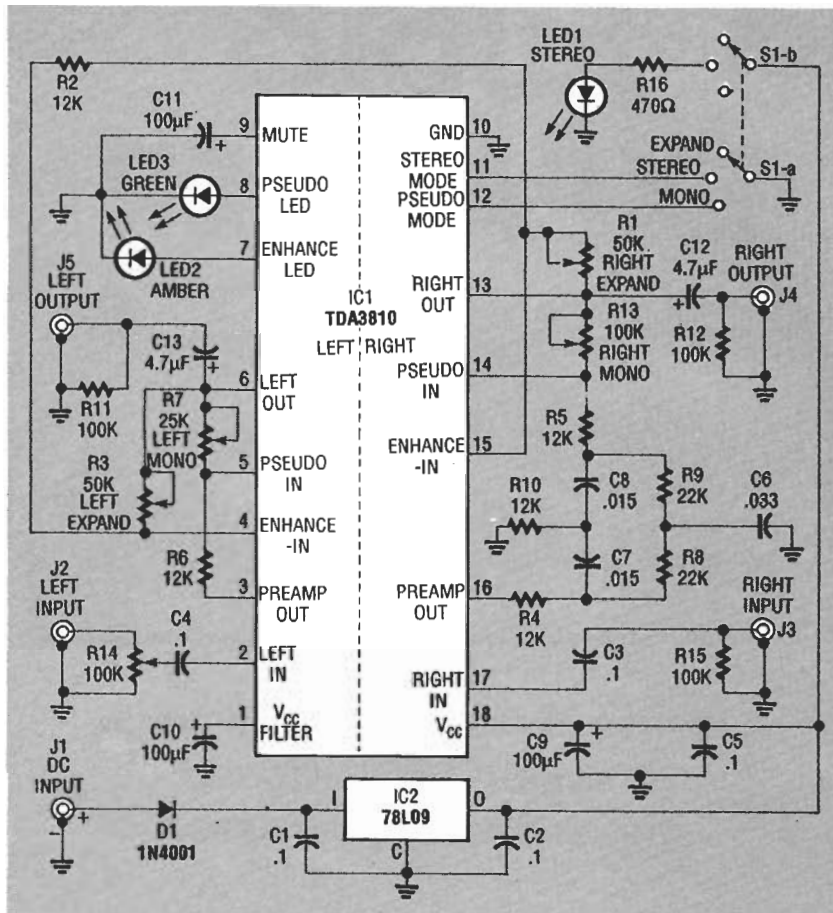 R2
12K
C11
100µF
+
LED3
GREEN
LED2
AMBER
J5
LEFT
OUTPUT
C13
4.7µF
+
R11
100K
R7
25K
LEFT
MONO
R3
50K
LEFT
EXPAND
R6
12K
J2
LEFT
INPUT
R14
100K
C4
.1
C10
100µF
+
J1
DC
INPUT
+
-
D1
1N4001
9
MUTE
8
PSEUDO
LED
7
ENHANCE
LED
IC1
TDA3810
LEFT RIGHT
6
LEFT
OUT
5
PSEUDO
IN
4
ENHANCE
-IN
3
PREAMP
OUT
2
LEFT
IN
1
VCC
FILTER
GND
10
STEREO
MODE
11
PSEUDO
MODE
12
RIGHT
OUT
13
PSEUDO
IN
14
ENHANCE
-IN
15
PREAMP
OUT
16
RIGHT
IN
17
VCC
18
LED1
STEREO
R16
470Ω
S1-b
EXPAND
STEREO
MONO
S1-a
R1
50K
RIGHT
EXPAND
C12
4.7µF
+
RIGHT
OUTPUT
J4
R13
100K
RIGHT
MONO
R12
100K
R5
12K
R10
12K
C8
.015
R9
22K
C6
.033
C7
.015
R8
22K
R4
12K
RIGHT
INPUT
J3
C3
.1
R15
100K
C9
100µF
+
C5
.1
I
IC2
78L09
O
C
C1
.1
C2
.1